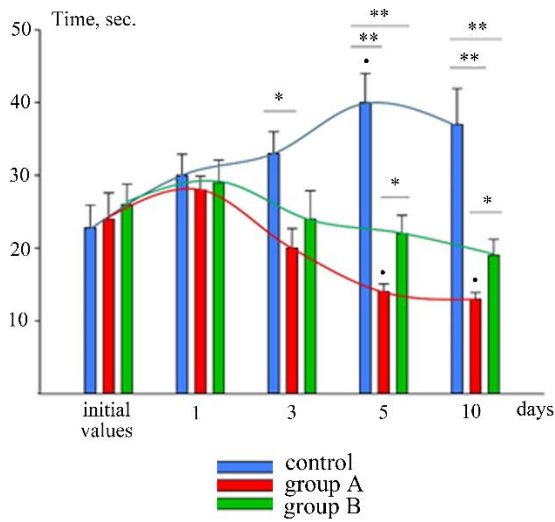 Time, sec.
50
**
**
**
**
40
*
30
*
*
20
10
initial values
1
3
5
10
days
control
group A
group B